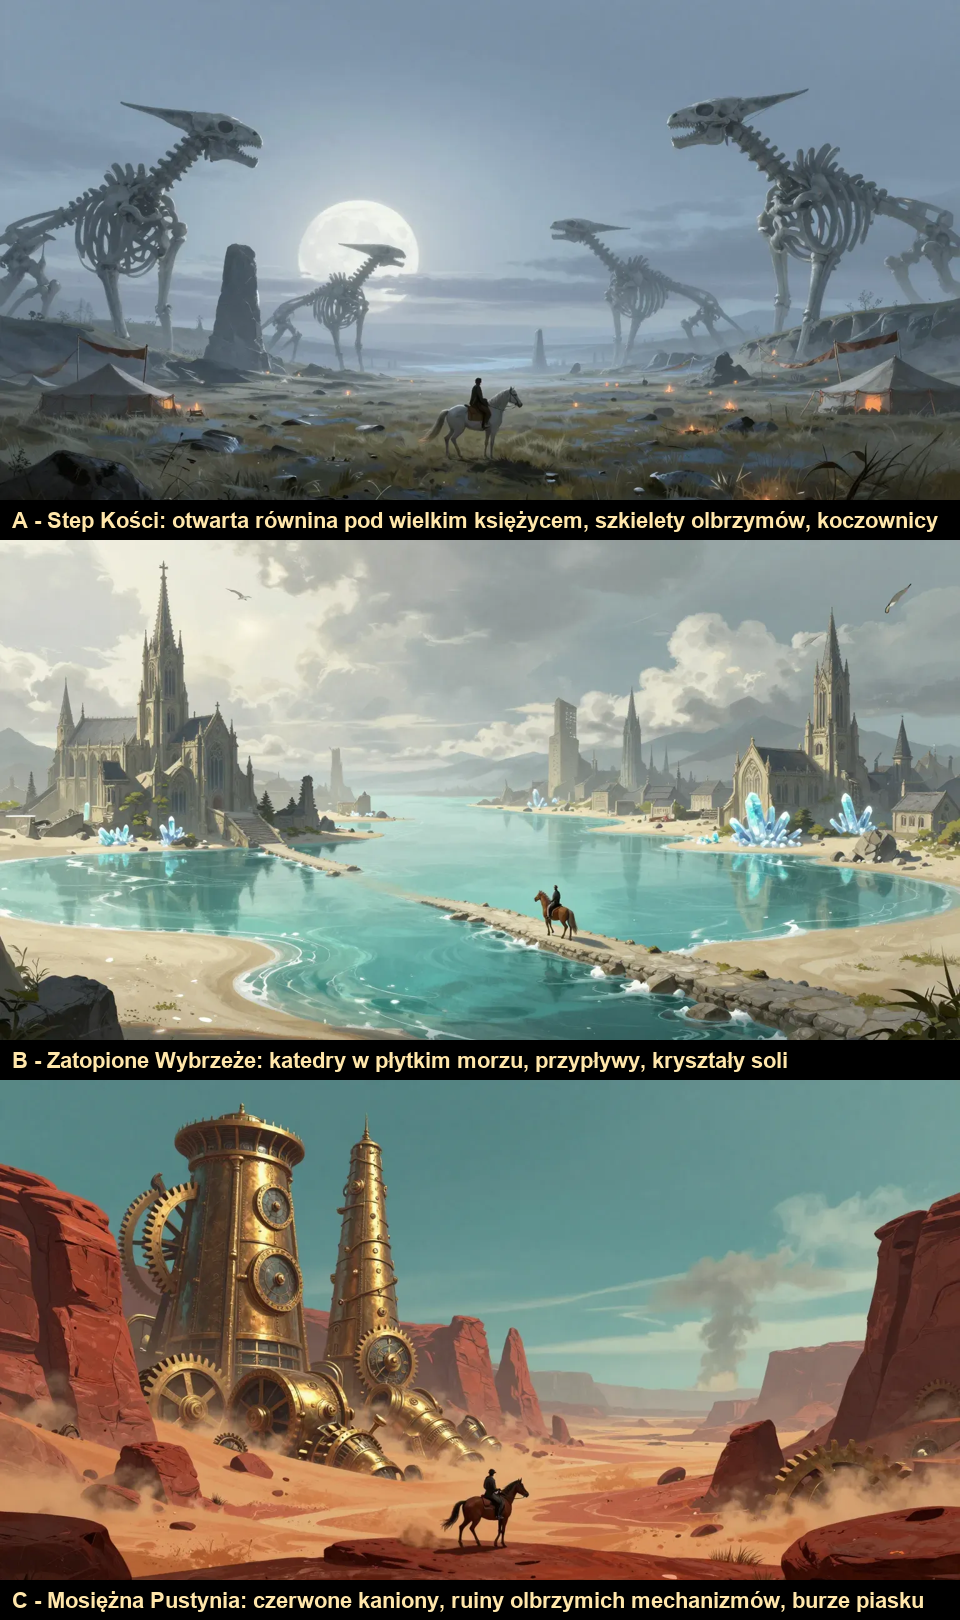 A - Step Kości: otwarta równina pod wielkim księżycem, szkielety olbrzymów, koczownicy
B - Zatopione Wybrzeże: katedry w płytkim morzu, przypływy, kryształy soli
C - Mosiężna Pustynia: czerwone kaniony, ruiny olbrzymich mechanizmów, burze piasku